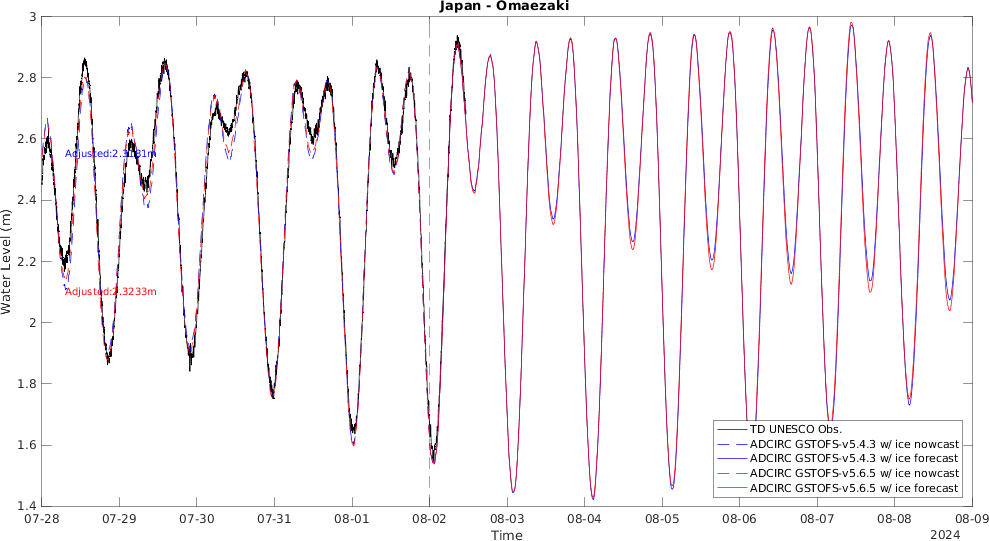 Japan - Omaezaki
3
2.8
2.6
2.4
2.2
2
1.8
1.6
1.4
Water Level (m)
Adjusted:2.3233m
TD UNESCO Obs.
ADCIRC GSTOFS-v5.4.3 w/ ice nowcast
ADCIRC GSTOFS-v5.4.3 w/ ice forecast
ADCIRC GSTOFS-v5.6.5 w/ ice nowcast
ADCIRC GSTOFS-v5.6.5 w/ ice forecast
07-28 07-29 07-30 07-31 08-01 08-02 08-03 08-04 08-05 08-06 08-07 08-08 08-09
Time
2024